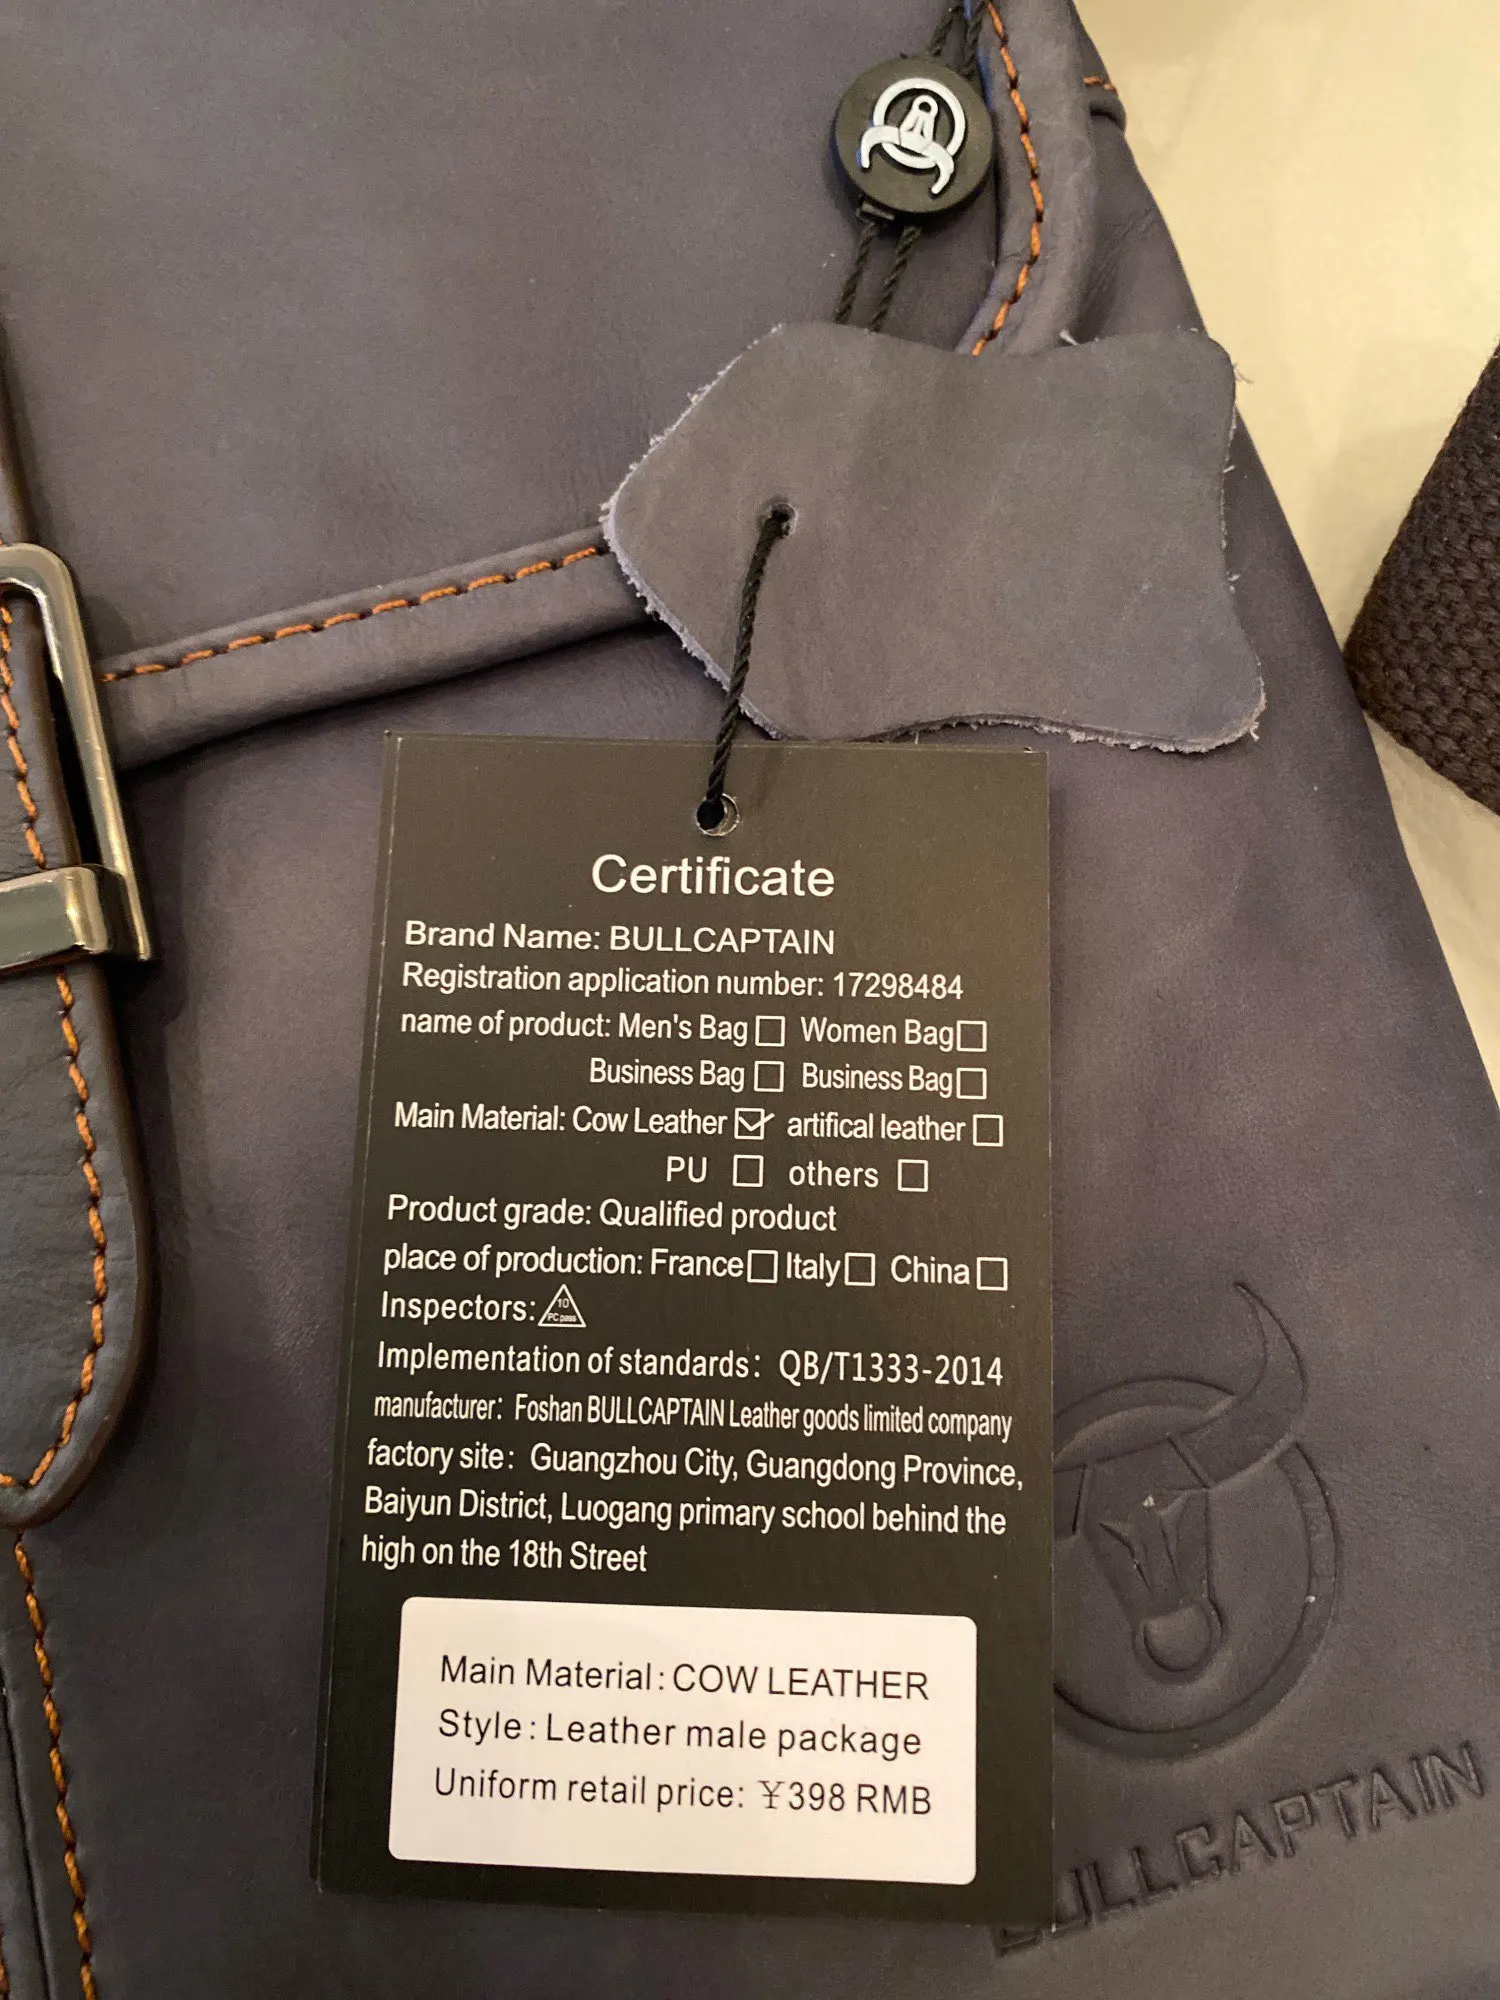 Certificate
Brand Name: BULLCAPTAIN
Registration application number: 17298484
name of product: Men's Bag☐ Women Bag☐
Business Bag ☐ Business Bag☐
Main Material: Cow Leather☑ artifical leather☐
PU ☐ others ☐
Product grade: Qualified product
place of production: France☐ Italy☐ China☐
Inspectors: 10
PC pass
Implementation of standards: QB/T1333-2014
manufacturer: Foshan BULLCAPTAIN Leather goods limited company
factory site: Guangzhou City, Guangdong Province,
Baiyun District, Luogang primary school behind the
high on the 18th Street
Main Material: COW LEATHER
Style: Leather male package
Uniform retail price: ¥398 RMB
BULLCAPTAIN